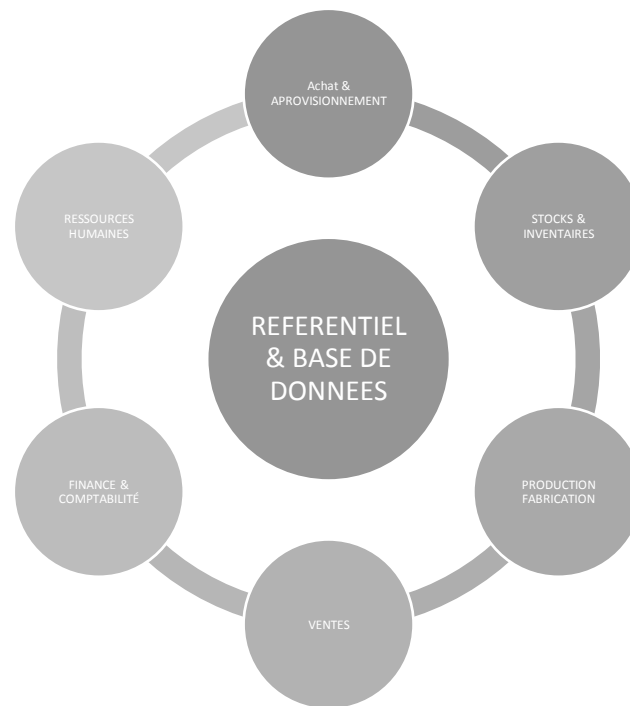 Achat &
APROVISIONNEMENT
RESSOURCES
HUMAINES
STOCKS &
INVENTAIRES
REFERENTIEL
& BASE DE
DONNEES
FINANCE &
COMPTABILITÉ
PRODUCTION
FABRICATION
VENTES